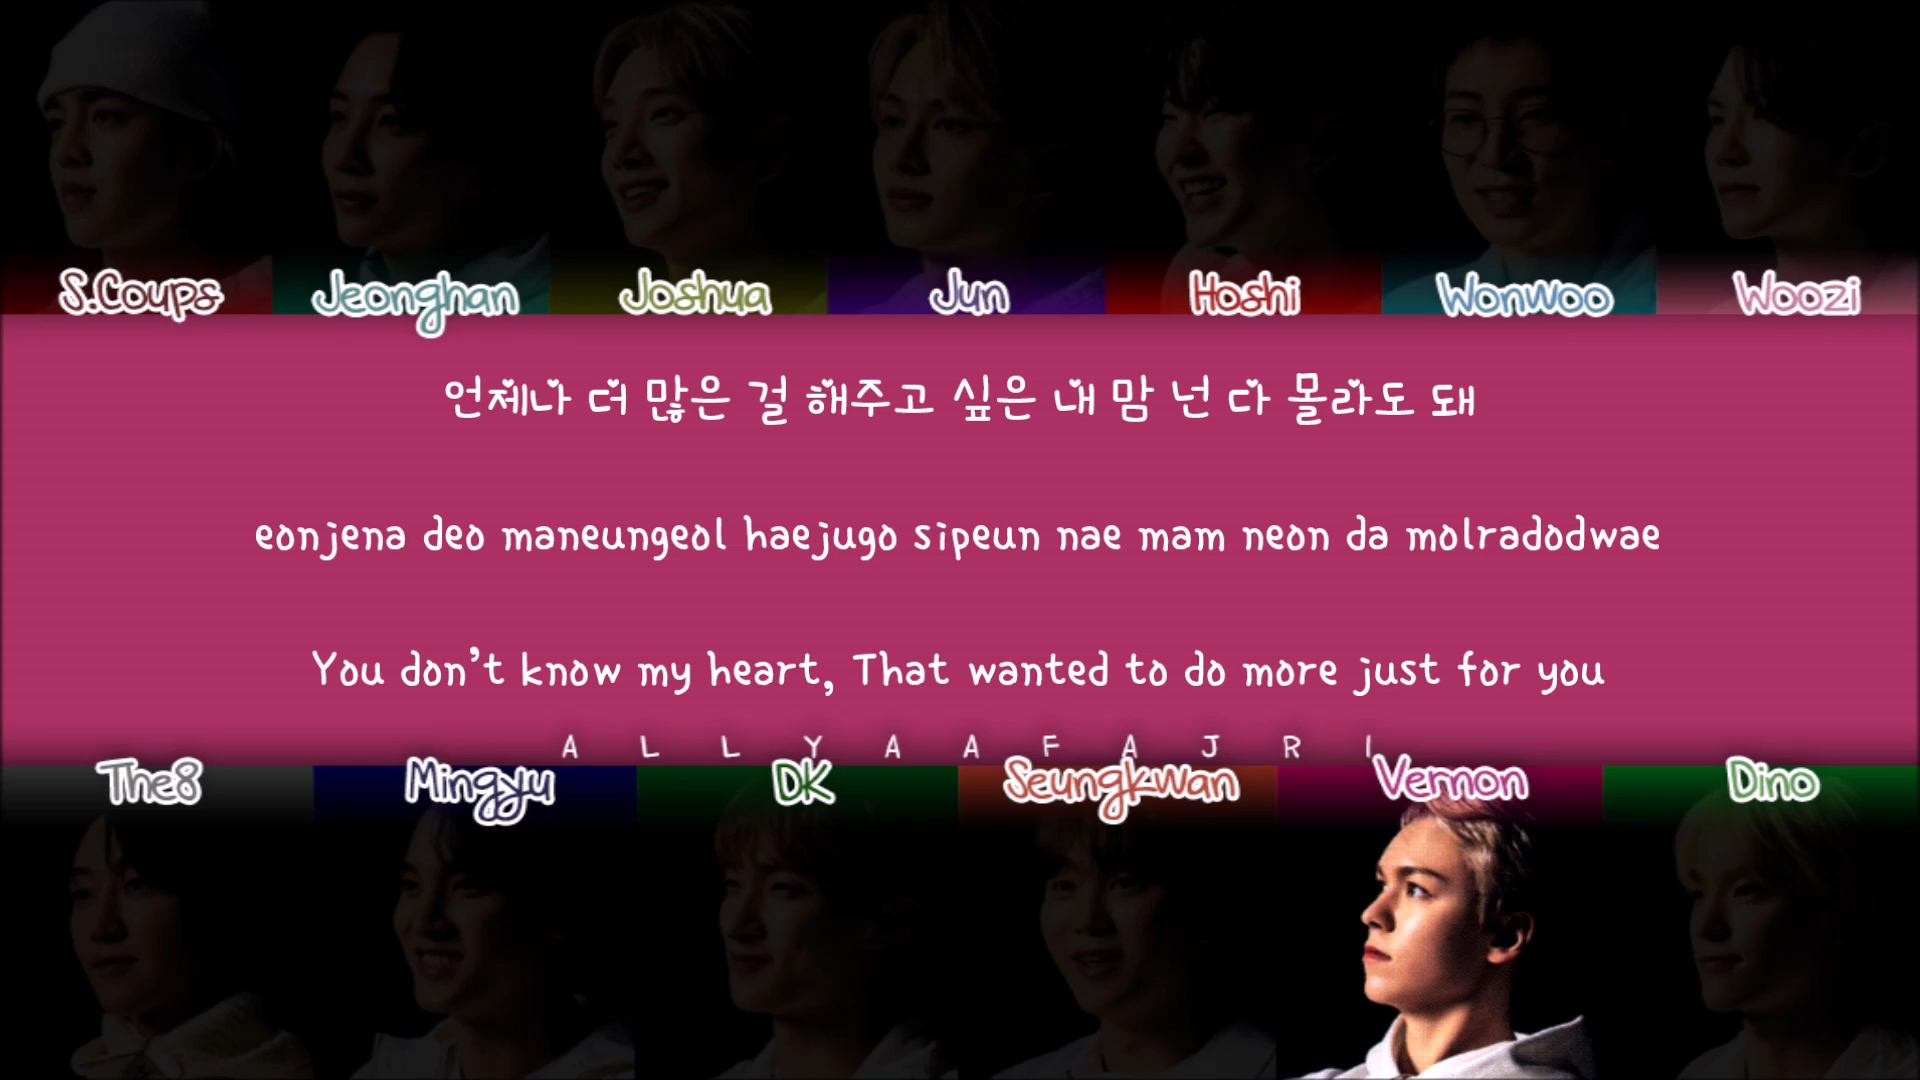 S.Coups Jeonghan Joshua Jun Hoshi Wonwoo Woozi
언제나 더 많은 걸 해주고 싶은 내 맘 넌 다 몰라도 돼
eonjena deo maneungeol haejugo sipeun nae mam neon da molradodwae
You don't know my heart, That wanted to do more just for you
A L L Y A A F A J R I
The8 Mingyu DK Seungkwan Vernon Dino